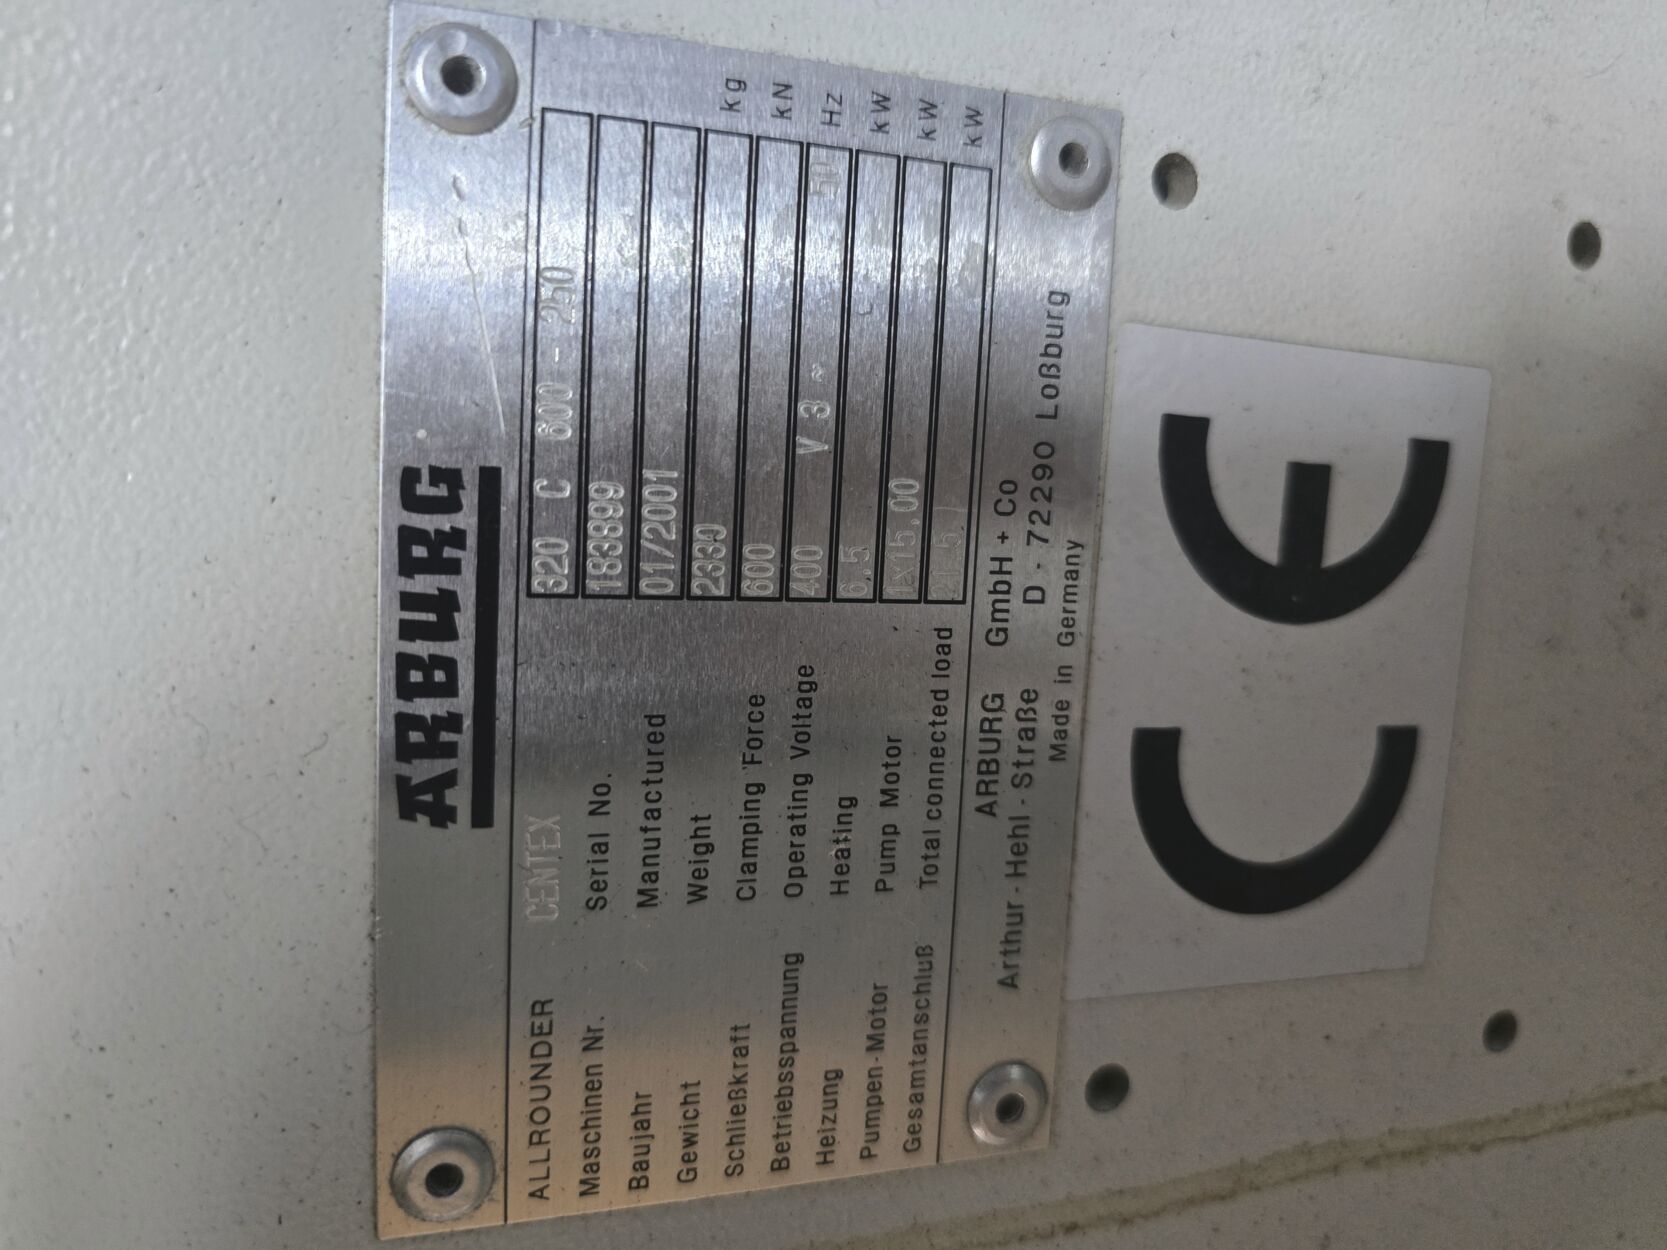 ARBURG
ALLROUNDER CENTEX 320 C 600 - 250
Maschinen Nr. Serial No. 183899
Baujahr Manufactured 01/2001
Gewicht Weight 2330 kg
Schließkraft Clamping Force 600 kN
Betriebsspannung Operating Voltage 400 V 3 ~ 50 Hz
Heizung Heating 6,5 kW
Pumpen-Motor Pump Motor 1x15,00 kW
Gesamtanschluß Total connected load kW
ARBURG GmbH + Co
Arthur - Hehl - Straße D - 72290 Loßburg
Made in Germany
CE